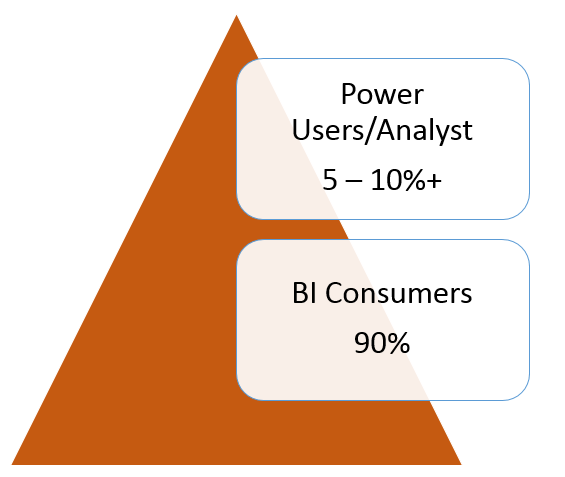 Power
Users/Analyst
5 – 10%+
BI Consumers
90%